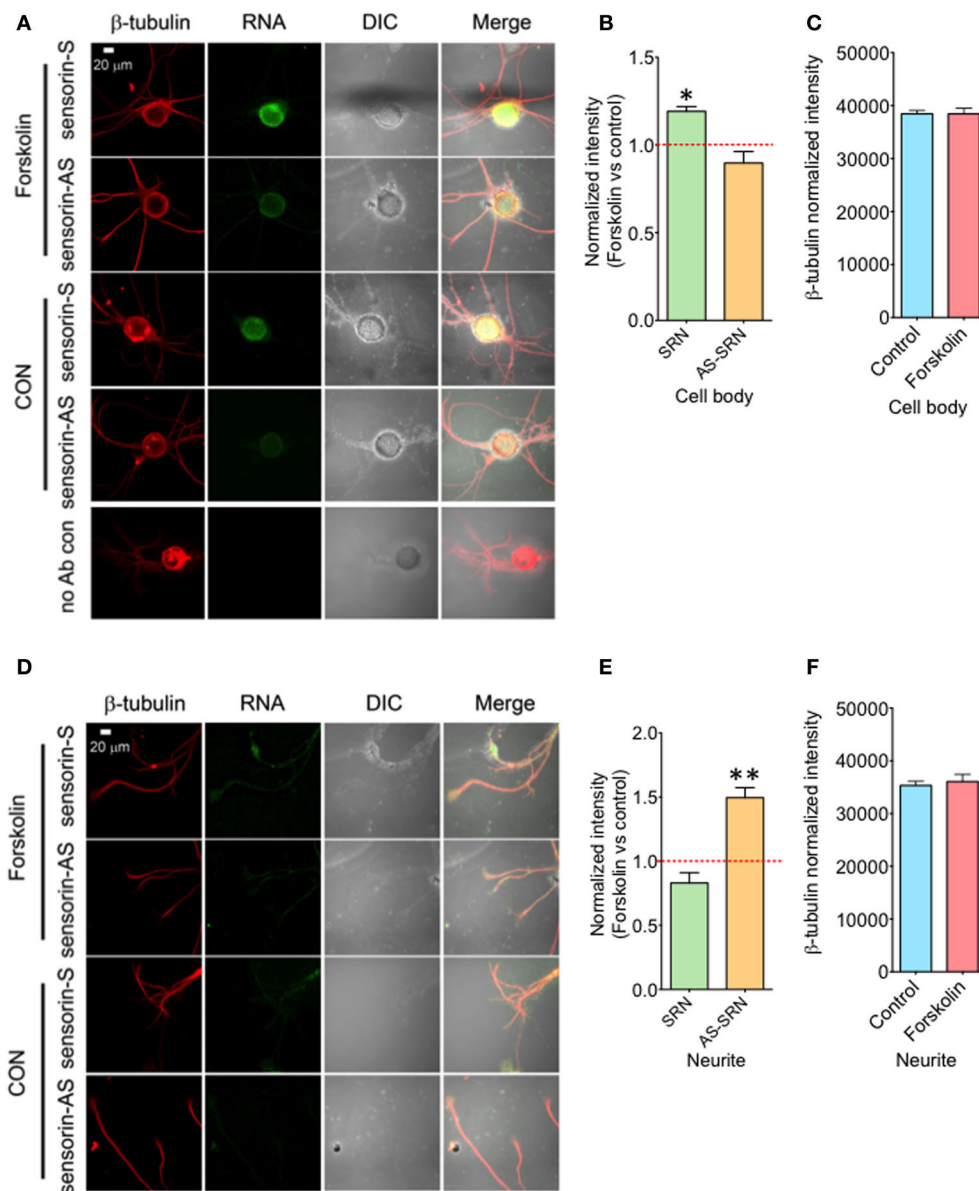 A
β-tubulin RNA DIC Merge
20 μm
Forskolin
sensorin-S
sensorin-AS
CON
sensorin-S
sensorin-AS
no Ab con
B
Normalized intensity
(Forskolin vs control)
1.5
1.0
0.5
0.0
*
SRN
AS-SRN
Cell body
C
β-tubulin normalized intensity
50000
40000
30000
20000
10000
0
Control
Forskolin
Cell body
D
β-tubulin RNA DIC Merge
20 μm
Forskolin
sensorin-S
sensorin-AS
CON
sensorin-S
sensorin-AS
E
Normalized intensity
(Forskolin vs control)
2.0
1.5
1.0
0.5
0.0
**
SRN
AS-SRN
Neurite
F
β-tubulin normalized intensity
50000
40000
30000
20000
10000
0
Control
Forskolin
Neurite